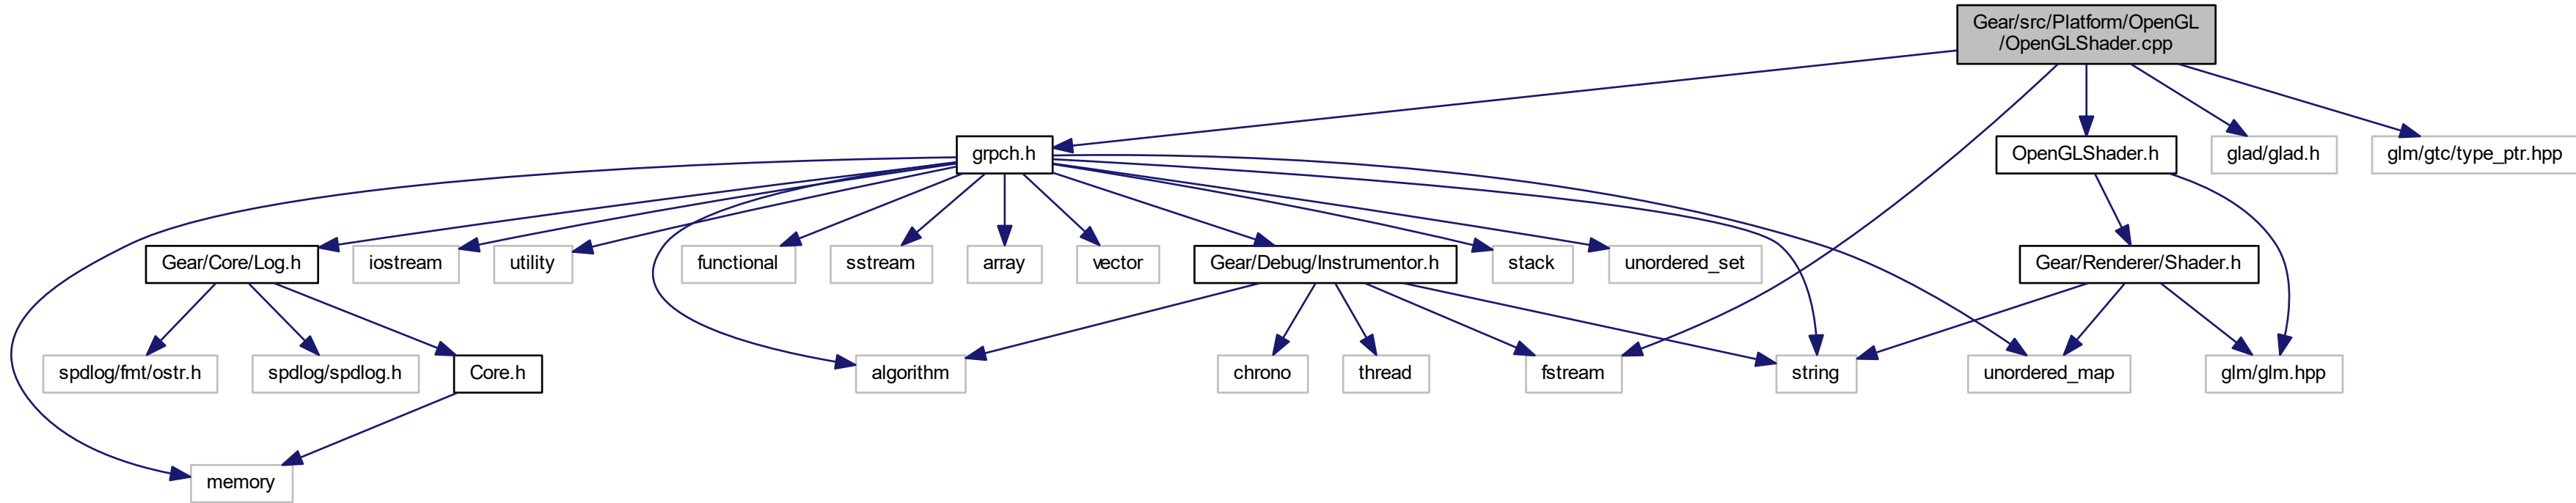 Gear/src/Platform/OpenGL
/OpenGLShader.cpp
grpch.h
OpenGLShader.h
glad/glad.h
glm/gtc/type_ptr.hpp
Gear/Core/Log.h
iostream
utility
functional
sstream
array
vector
Gear/Debug/Instrumentor.h
stack
unordered_set
Gear/Renderer/Shader.h
spdlog/fmt/ostr.h
spdlog/spdlog.h
Core.h
algorithm
chrono
thread
fstream
string
unordered_map
glm/glm.hpp
memory